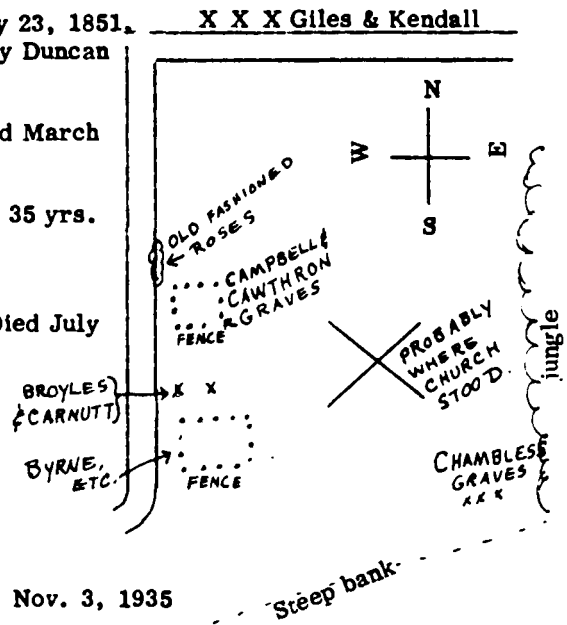 y 23, 1851.
X X X Giles & Kendall
y Duncan
N
d March
W
E
35 yrs.
S
OLD FASHIONED
ROSES
CAMPBELL &
CAWTHRON
GRAVES
FENCE
Died July
PROBABLY
WHERE
CHURCH
STOOD.
jungle
BROYLES
& CARNUTT
X X
BYRNE,
ETC.
FENCE
CHAMBLESS
GRAVES
x x x
Steep bank
Nov. 3, 1935